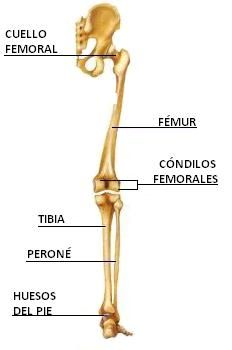 CUELLO
FEMORAL
FÉMUR
CÓNDILOS
FEMORALES
TIBIA
PERONÉ
HUESOS
DEL PIE